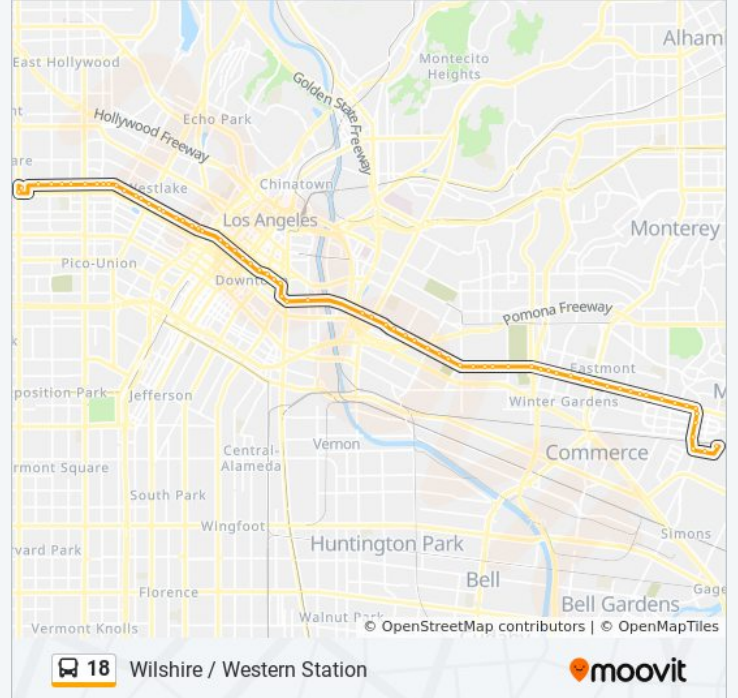 Alham
East Hollywood
Montecito
Heights
Golden State Freeway
nt
Hollywood Freeway
Echo Park
are
Westlake
Chinatown
Los Angeles
Monterey
Pico-Union
Downto
Pomona Freeway
Eastmont
position Park
Jefferson
Winter Gardens
M
Vernon
Central-
Alameda
Commerce
rmont Square
South Park
Wingfoot
Simons
Huntington Park
vard Park
Bell
Florence
Gage
Bell Gardens
Walnut Park
Vermont Knolls
© OpenStreetMap contributors | © OpenMapTiles
18 Wilshire / Western Station
moovit